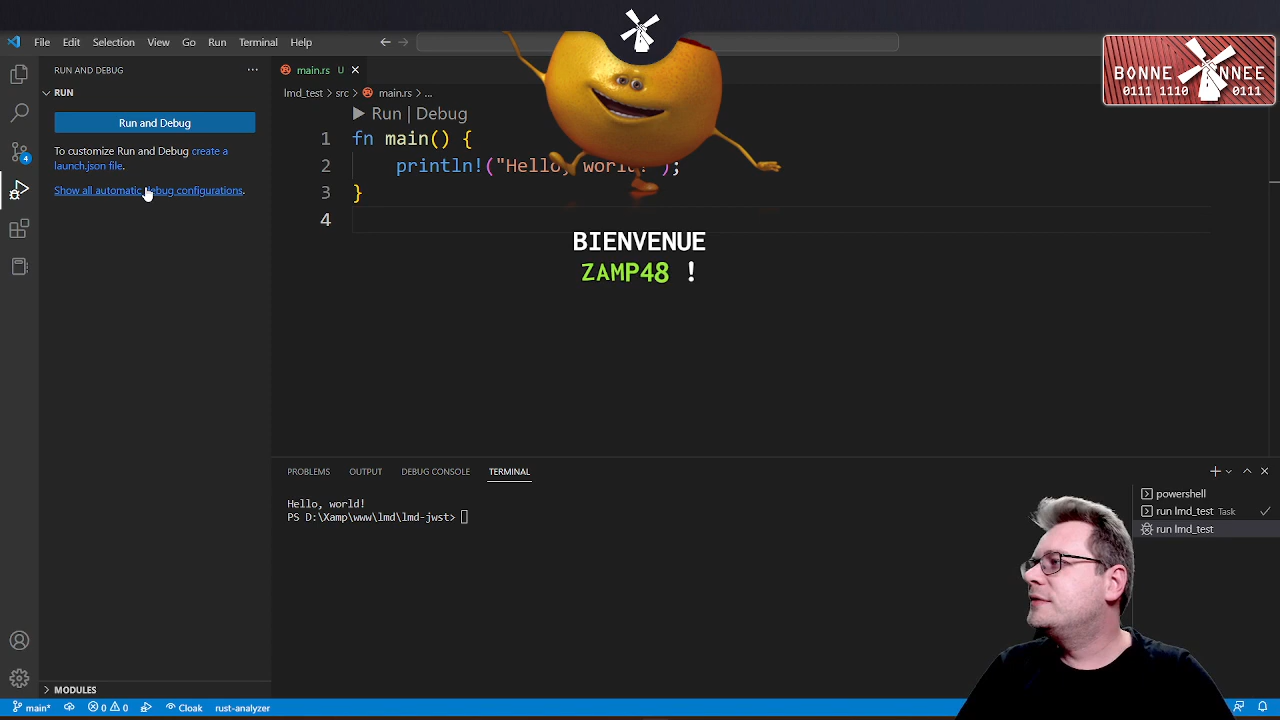 File Edit Selection View Go Run Terminal Help
BONNE NNEE
0111 1110 0111
RUN AND DEBUG
RUN
Run and Debug
To customize Run and Debug create a
launch.json file.
Show all automatic debug configurations.
main.rs U
lmd_test > src > main.rs > ...
Run | Debug
1 fn main() {
2 println!("Hello, world!");
3 }
4
BIENVENUE
ZAMP48 !
PROBLEMS OUTPUT DEBUG CONSOLE TERMINAL
Hello, world!
PS D:\Xamp\www\lmd\lmd-jwst>
powershell
run lmd_test Task
run lmd_test
MODULES
4
main* 0 0 Cloak rust-analyzer